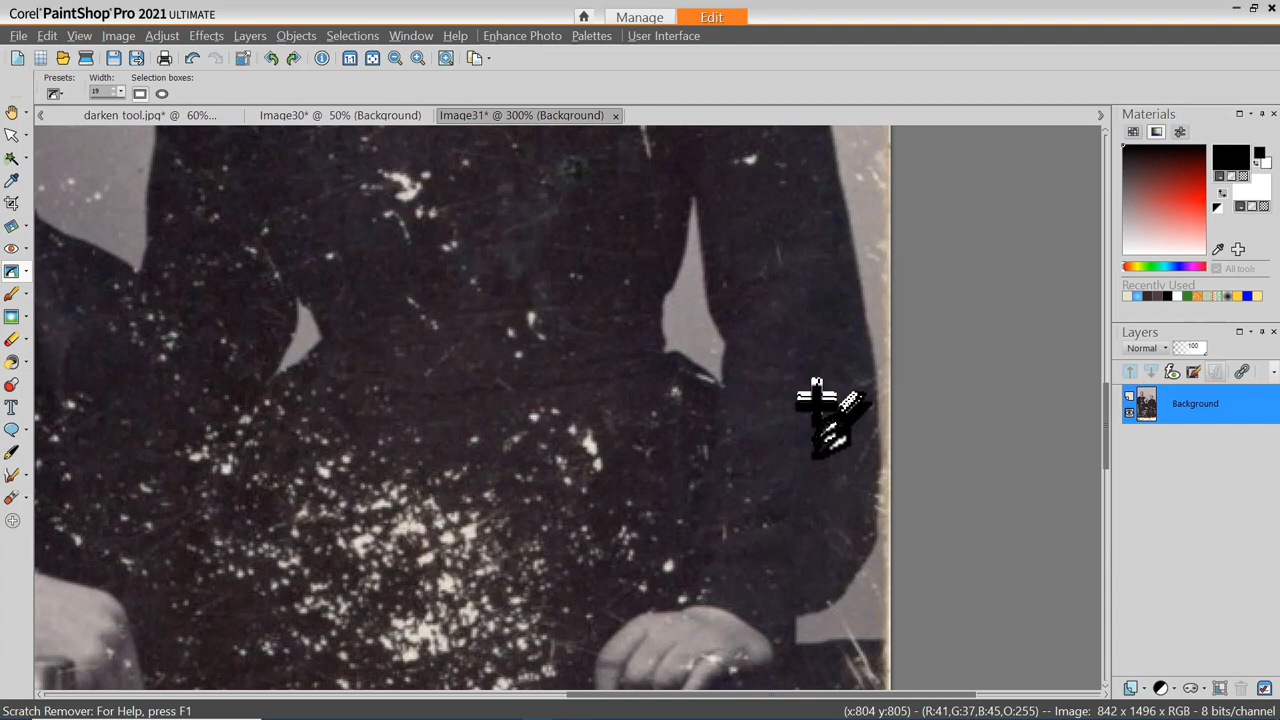 Corel® PaintShop® Pro 2021 ULTIMATE
Manage
Edit
File Edit View Image Adjust Effects Layers Objects Selections Window Help Enhance Photo Palettes User Interface
Presets: Width: Selection boxes:
19
darken tool.jpg* @ 60%... Image30* @ 50% (Background) Image31* @ 300% (Background)
Materials
All tools
Recently Used
Layers
Normal 100
Background
Scratch Remover: For Help, press F1
(x:804 y:805) -- (R:41,G:37,B:45,O:255) -- Image: 842 x 1496 x RGB - 8 bits/channel